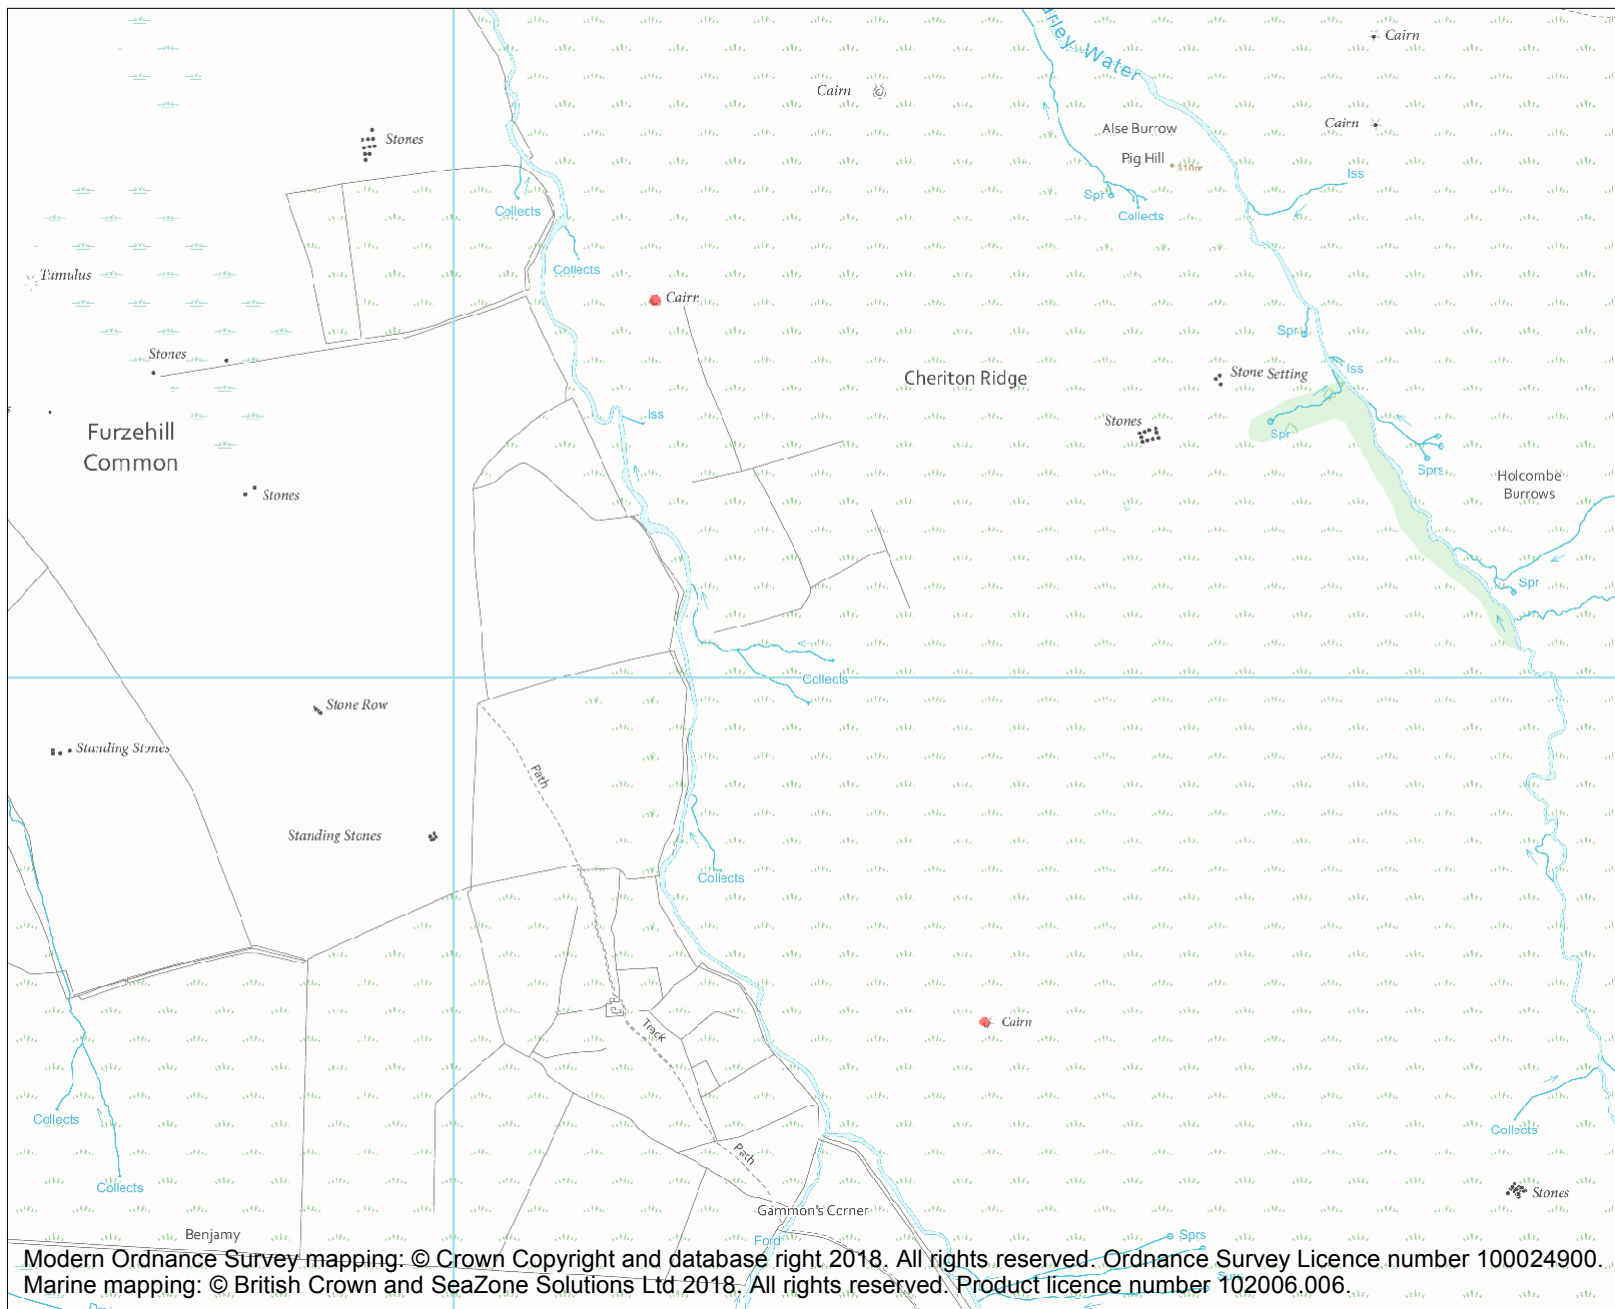 Water
Cairn
Cairn
Alse Burrow
Cairn
Stones
Pig Hill
310m
Iss
Spr
Collects
Collects
Collects
Tumulus
Cairn
Spr
Stones
Iss
Stone Setting
Cheriton Ridge
Iss
Stones
Furzehill
Common
Spr
Sprs
Holcombe
Burrows
Stones
Spr
Collects
Stone Row
Standing Stones
Path
Standing Stones
Collects
Cairn
Track
Collects
Collects
Path
Collects
Stones
Gammon's Corner
Benjamy
Ford
Sprs
Modern Ordnance Survey mapping: © Crown Copyright and database right 2018. All rights reserved. Ordnance Survey Licence number 100024900.
Marine mapping: © British Crown and SeaZone Solutions Ltd 2018. All rights reserved. Product licence number 102006.006.